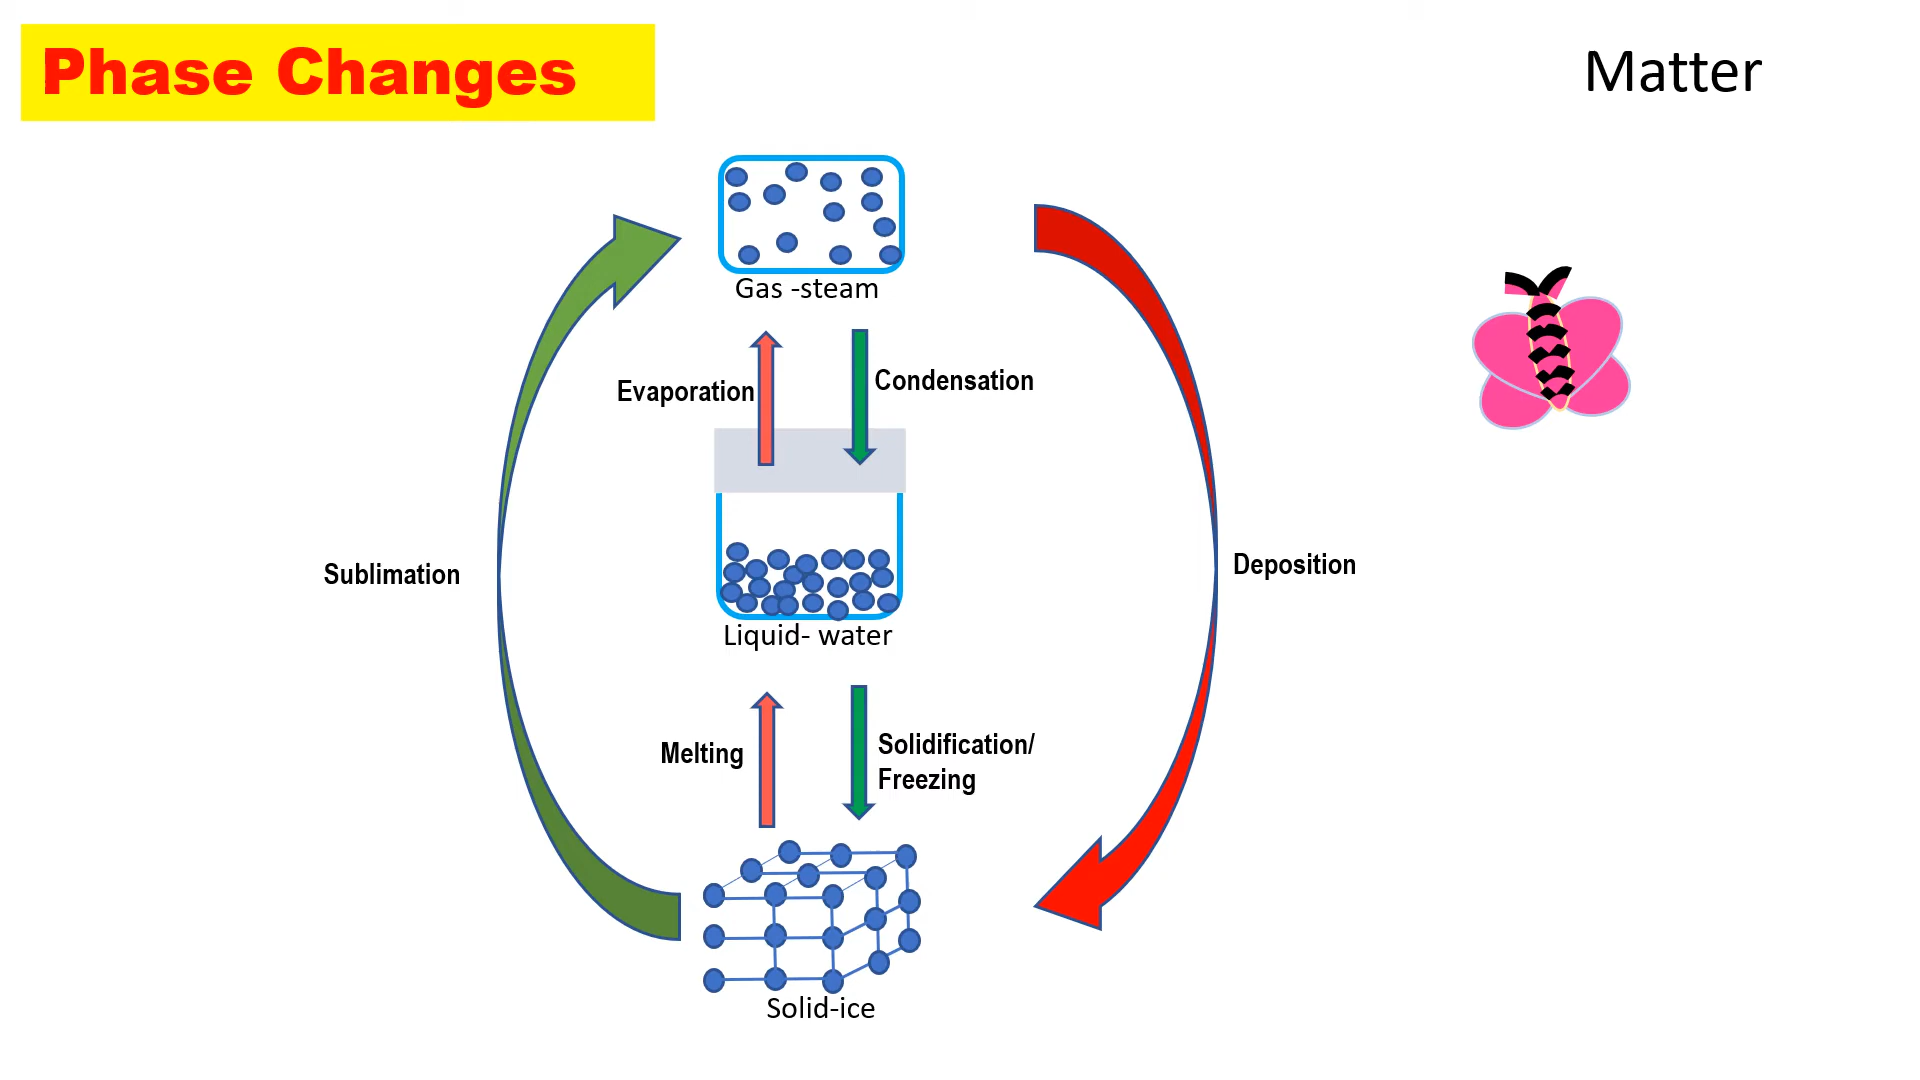 Phase Changes
Matter
Gas -steam
Evaporation
Condensation
Sublimation
Deposition
Liquid- water
Melting
Solidification/
Freezing
Solid-ice